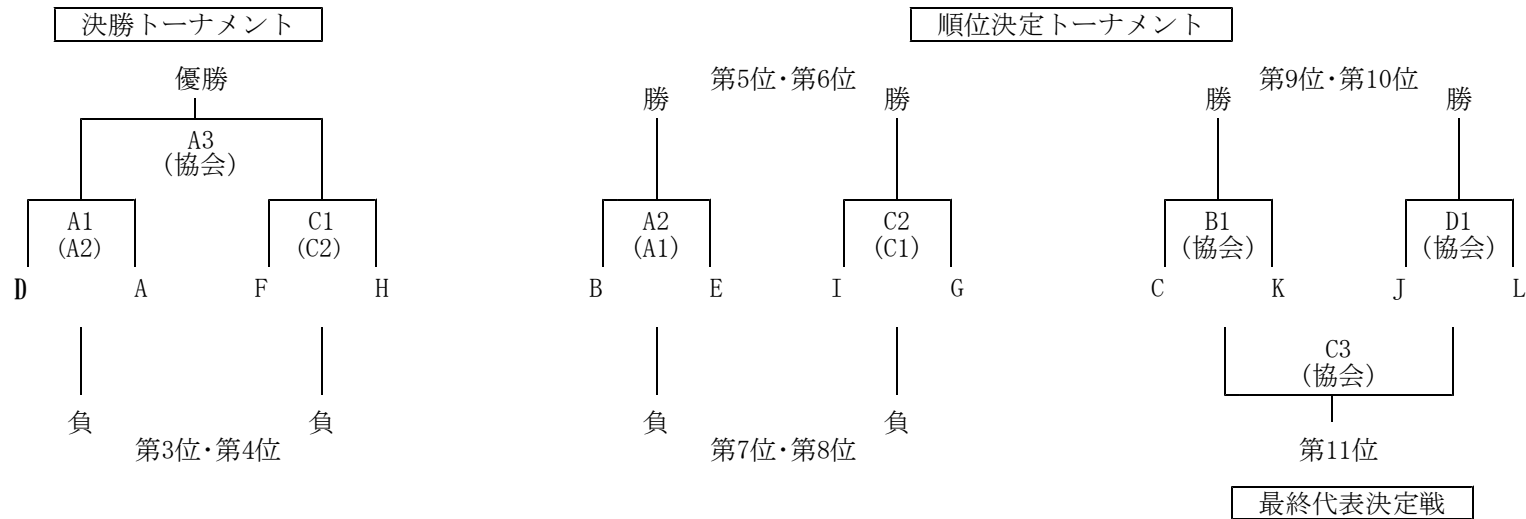 決勝トーナメント
順位決定トーナメント
優勝
第5位・第6位
第9位・第10位
勝 勝 勝 勝
A3
(協会)
A1 C1 A2 C2 B1 D1
(A2) (C2) (A1) (C1) (協会) (協会)
D A F H B E I G C K J L
C3
(協会)
負 負 負 負
第3位・第4位
第7位・第8位
第11位
最終代表決定戦